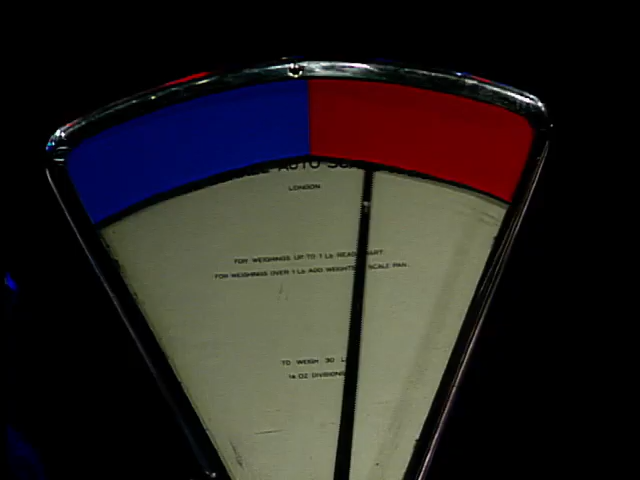 AUTO
LONDON
FOR WEIGHINGS UP TO 1 Lb READ CHART
FOR WEIGHINGS OVER 1 Lb ADD WEIGHTS SCALE PAN.
TO WEIGH 30
16 OZ DIVISIONS